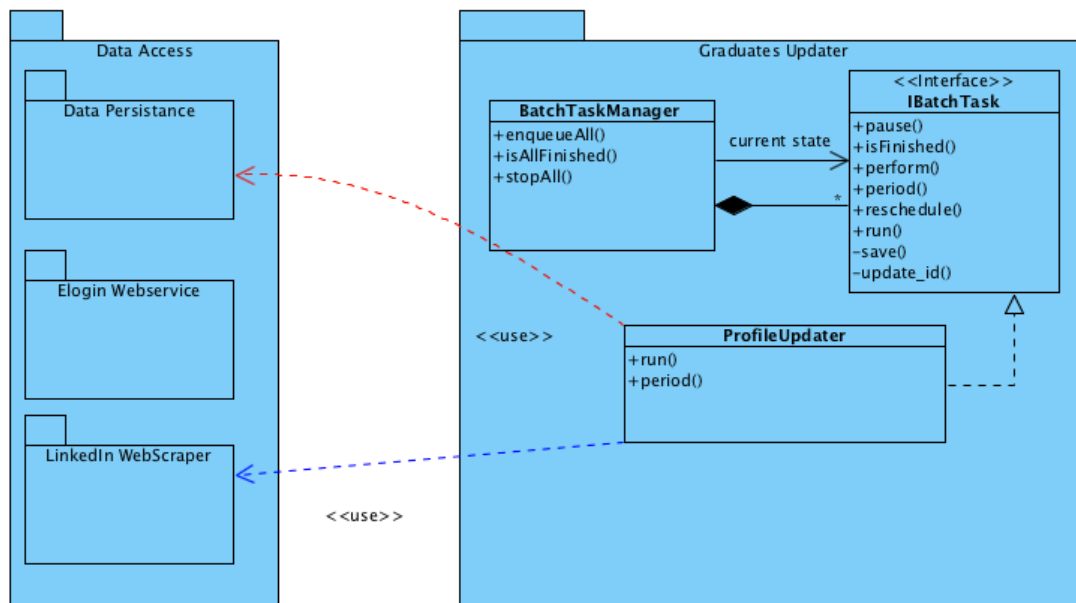 Data Access
Data Persistance
Elogin Webservice
LinkedIn WebScraper
Graduates Updater
BatchTaskManager
+enqueueAll()
+isAllFinished()
+stopAll()
current state
*
<<Interface>>
IBatchTask
+pause()
+isFinished()
+perform()
+period()
+reschedule()
+run()
-save()
-update_id()
<<use>>
ProfileUpdater
+run()
+period()
<<use>>